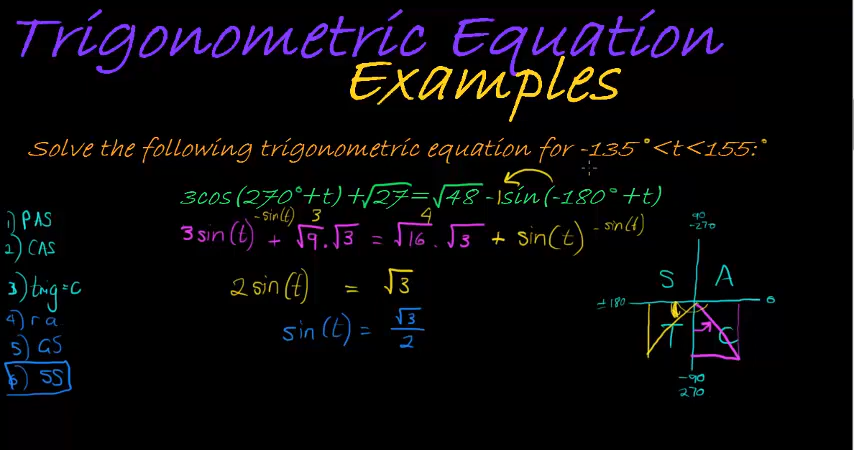 Trigonometric Equation
Examples
Solve the following trigonometric equation for -135°<t<155:°
3cos(270°+t)+√27=√48 -1sin(-180°+t)
1) PAS
2) CAS
3) trig=C
4) ra
5) GS
6) SS
-sin(t) 3 4
3sin(t) + √9.√3 = √16.√3 + sin(t) -sin(t)
2sin(t) = √3
sin(t) = √3/2
90
-270
S A
±180 0
T C
-90
270